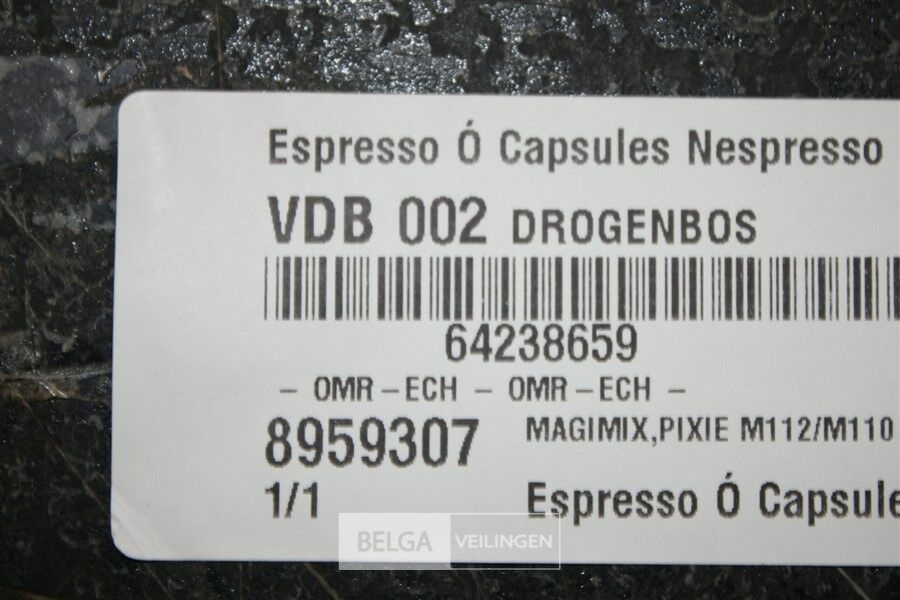 Espresso Ó Capsules Nespresso
VDB 002 DROGENBOS
64238659
- OMR - ECH - OMR - ECH -
8959307 MAGIMIX,PIXIE M112/M110
1/1 Espresso Ó Capsule
BELGA VEILINGEN